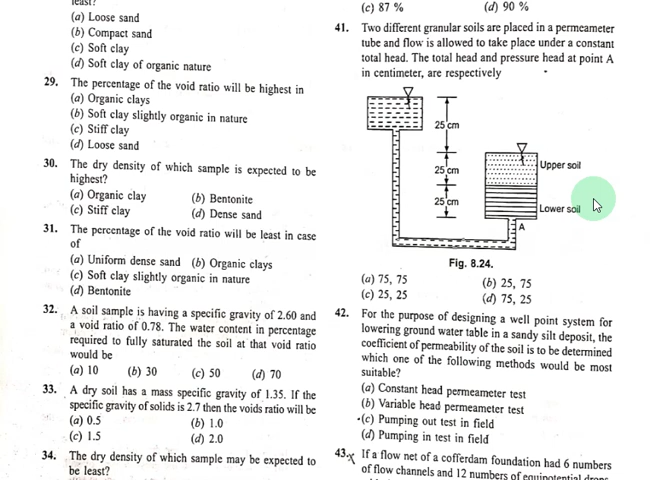 least?
(a) Loose sand
(b) Compact sand
(c) Soft clay
(d) Soft clay of organic nature
29. The percentage of the void ratio will be highest in
(a) Organic clays
(b) Soft clay slightly organic in nature
(c) Stiff clay
(d) Loose sand
30. The dry density of which sample is expected to be
highest?
(a) Organic clay (b) Bentonite
(c) Stiff clay (d) Dense sand
31. The percentage of the void ratio will be least in case
of
(a) Uniform dense sand (b) Organic clays
(c) Soft clay slightly organic in nature
(d) Bentonite
32. A soil sample is having a specific gravity of 2.60 and
a void ratio of 0.78. The water content in percentage
required to fully saturated the soil at that void ratio
would be
(a) 10 (b) 30 (c) 50 (d) 70
33. A dry soil has a mass specific gravity of 1.35. If the
specific gravity of solids is 2.7 then the voids ratio will be
(a) 0.5 (b) 1.0
(c) 1.5 (d) 2.0
34. The dry density of which sample may be expected to
be least?
(c) 87 % (d) 90 %
41. Two different granular soils are placed in a permeameter
tube and flow is allowed to take place under a constant
total head. The total head and pressure head at point A
in centimeter, are respectively
25 cm
25 cm
Upper soil
25 cm
Lower soil
A
Fig. 8.24.
(a) 75, 75 (b) 25, 75
(c) 25, 25 (d) 75, 25
42. For the purpose of designing a well point system for
lowering ground water table in a sandy silt deposit, the
coefficient of permeability of the soil is to be determined
which one of the following methods would be most
suitable?
(a) Constant head permeameter test
(b) Variable head permeameter test
(c) Pumping out test in field
(d) Pumping in test in field
43. If a flow net of a cofferdam foundation had 6 numbers
of flow channels and 12 numbers of equipotential drops